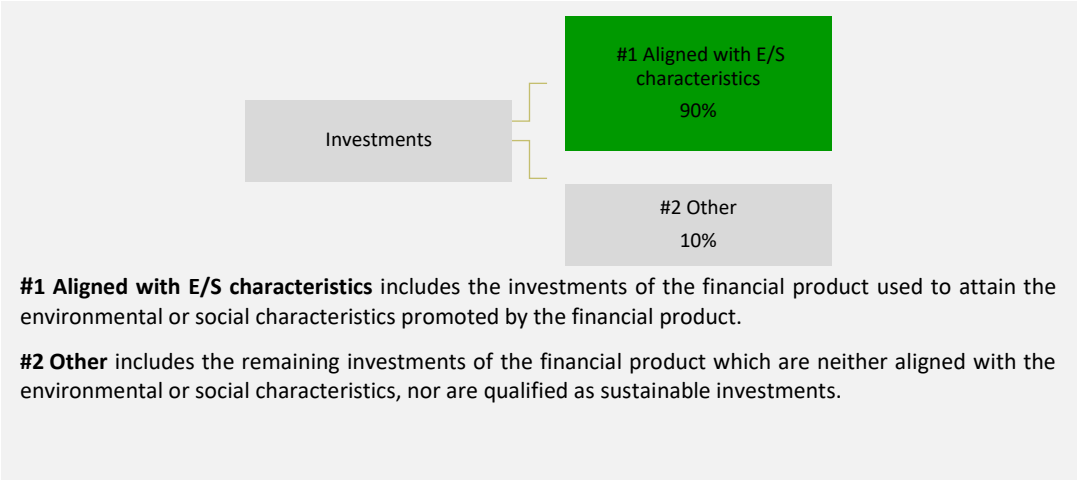 #1 Aligned with E/S
characteristics
90%
Investments
#2 Other
10%
#1 Aligned with E/S characteristics includes the investments of the financial product used to attain the
environmental or social characteristics promoted by the financial product.
#2 Other includes the remaining investments of the financial product which are neither aligned with the
environmental or social characteristics, nor are qualified as sustainable investments.